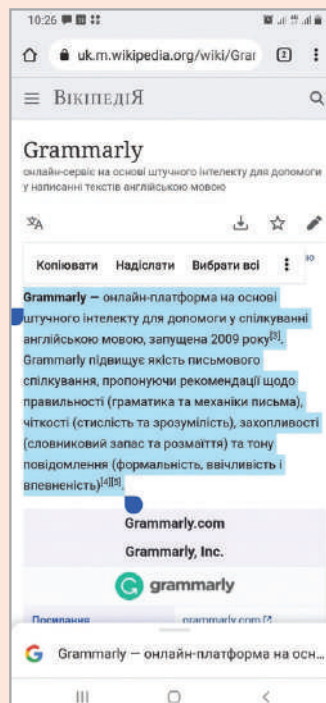 10:26
uk.m.wikipedia.org/wiki/Grar
2
ВІКІПЕДІЯ
Grammarly
онлайн-сервіс на основі штучного інтелекту для допомоги
у написанні текстів англійською мовою
Копіювати Надіслати Вибрати всі
Grammarly — онлайн-платформа на основі
штучного інтелекту для допомоги у спілкуванні
англійською мовою, запущена 2009 року[3].
Grammarly підвищує якість письмового
спілкування, пропонуючи рекомендації щодо
правильності (граматика та механіки письма),
чіткості (стислість та зрозумілість), захопливості
(словниковий запас та розмаїття) та тону
повідомлення (формальність, ввічливість і
впевненість)[4][5].
Grammarly.com
Grammarly, Inc.
grammarly
Посилання grammarly.com
Grammarly — онлайн-платформа на осн...